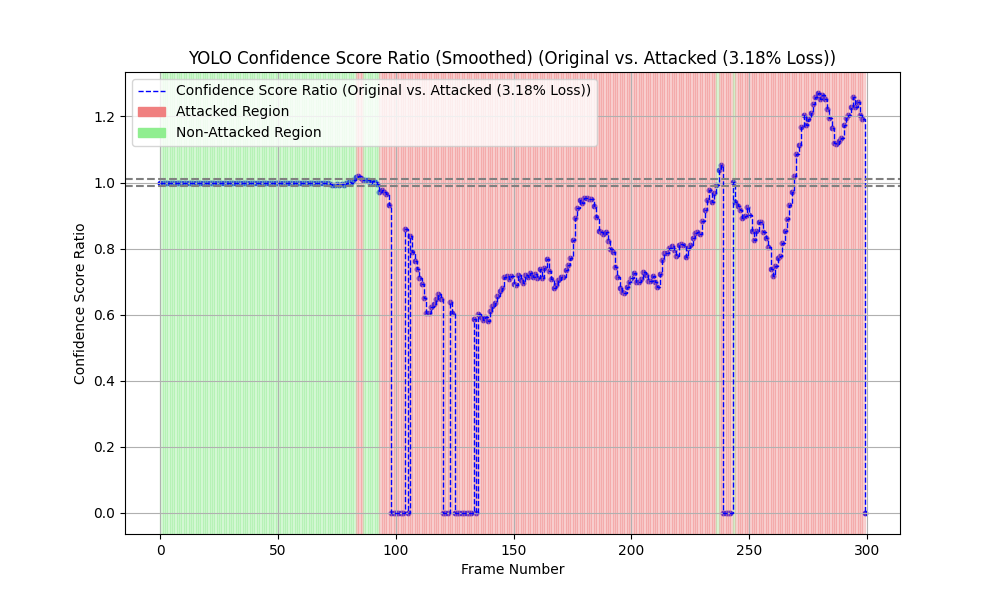 YOLO Confidence Score Ratio (Smoothed) (Original vs. Attacked (3.18% Loss))
Confidence Score Ratio (Original vs. Attacked (3.18% Loss))
Attacked Region
Non-Attacked Region
Confidence Score Ratio
1.2
1.0
0.8
0.6
0.4
0.2
0.0
0 50 100 150 200 250 300
Frame Number